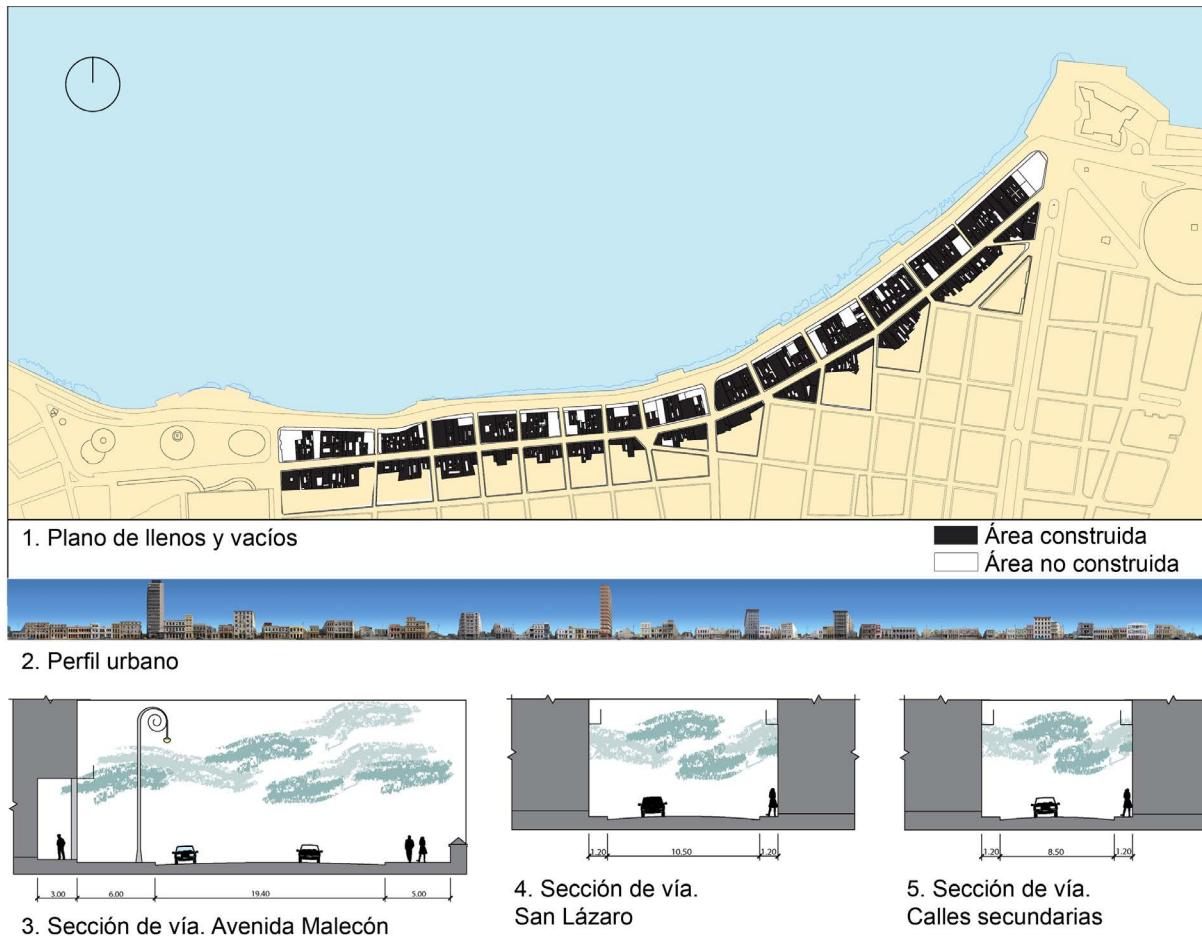 1. Plano de llenos y vacíos
Área construida
Área no construida
2. Perfil urbano
3.00 6.00 19.40 5.00
3. Sección de vía. Avenida Malecón
1.20 10.50 1.20
4. Sección de vía.
San Lázaro
1.20 8.50 1.20
5. Sección de vía.
Calles secundarias